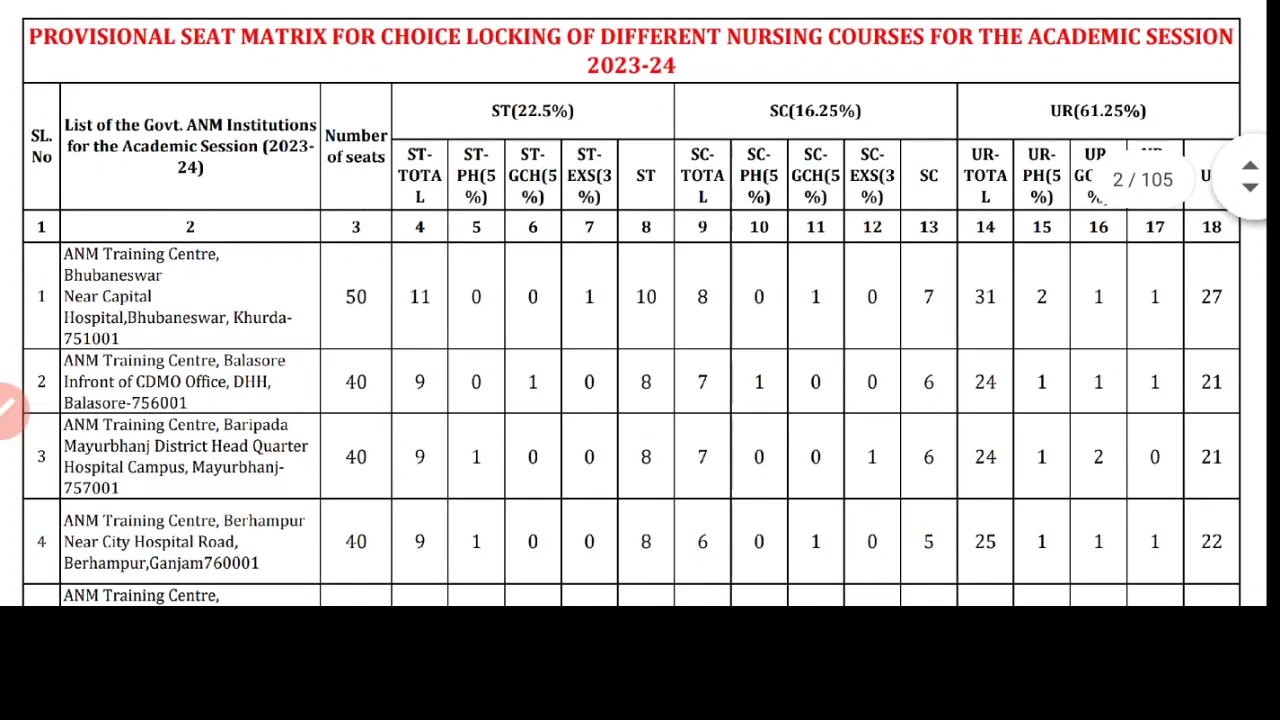 PROVISIONAL SEAT MATRIX FOR CHOICE LOCKING OF DIFFERENT NURSING COURSES FOR THE ACADEMIC SESSION
2023-24
SL. No List of the Govt. ANM Institutions for the Academic Session (2023-24) Number of seats ST(22.5%) SC(16.25%) UR(61.25%)
ST-TOTAL ST-PH(5%) ST-GCH(5%) ST-EXS(3%) ST SC-TOTAL SC-PH(5%) SC-GCH(5%) SC-EXS(3%) SC UR-TOTAL UR-PH(5%)
2 / 105
1 2 3 4 5 6 7 8 9 10 11 12 13 14 15 16 17 18
ANM Training Centre,
Bhubaneswar
1 Near Capital 50 11 0 0 1 10 8 0 1 0 7 31 2 1 1 27
Hospital,Bhubaneswar, Khurda-
751001
ANM Training Centre, Balasore
2 Infront of CDMO Office, DHH, 40 9 0 1 0 8 7 1 0 0 6 24 1 1 1 21
Balasore-756001
ANM Training Centre, Baripada
Mayurbhanj District Head Quarter
3 Hospital Campus, Mayurbhanj- 40 9 1 0 0 8 7 0 0 1 6 24 1 2 0 21
757001
ANM Training Centre, Berhampur
4 Near City Hospital Road, 40 9 1 0 0 8 6 0 1 0 5 25 1 1 1 22
Berhampur,Ganjam760001
ANM Training Centre,